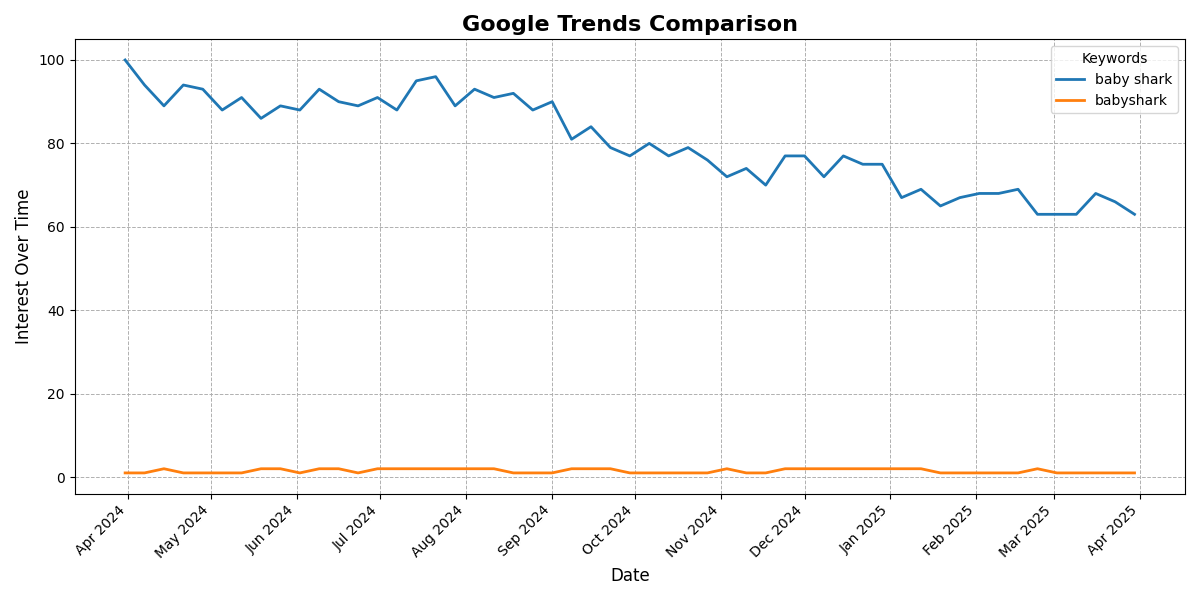 Google Trends Comparison
Keywords
baby shark
babyshark
Interest Over Time
100
80
60
40
20
0
Apr 2024
May 2024
Jun 2024
Jul 2024
Aug 2024
Sep 2024
Oct 2024
Nov 2024
Dec 2024
Jan 2025
Feb 2025
Mar 2025
Apr 2025
Date